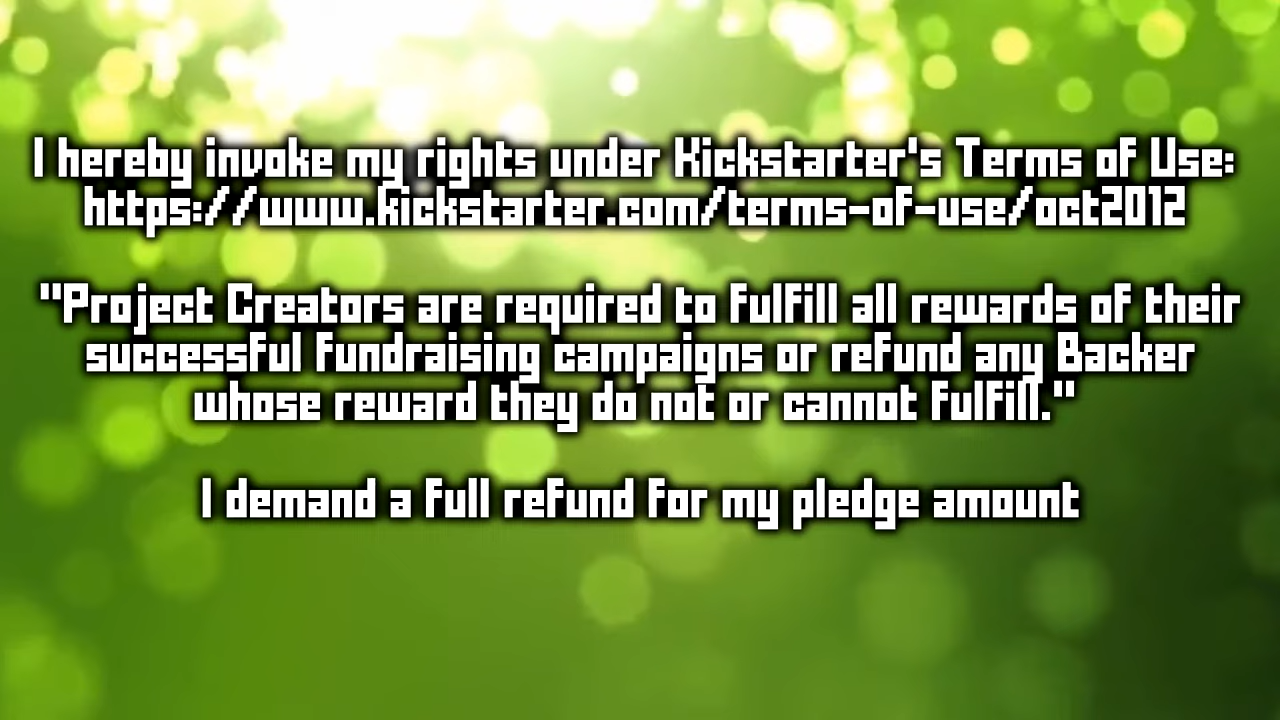 I hereby invoke my rights under Kickstarter's Terms of Use:
https://www.kickstarter.com/terms-of-use/oct2012
"Project Creators are required to fulfill all rewards of their
successful fundraising campaigns or refund any Backer
whose reward they do not or cannot fulfill."
I demand a full refund for my pledge amount